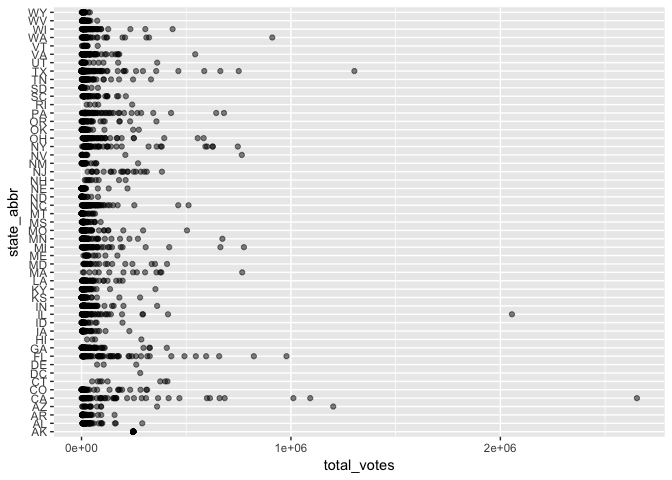 WY
WV
WI
WA
VT
VA
UT
TX
TN
SD
SC
RI
PA
OR
OK
OH
NY
NV
NM
NJ
NH
NE
ND
NC
MT
MS
MO
MN
MI
ME
MD
MA
LA
KY
KS
IN
IL
ID
IA
HI
GA
FL
DE
DC
CT
CO
CA
AZ
AR
AL
AK
state_abbr
0e+00 1e+06 2e+06
total_votes